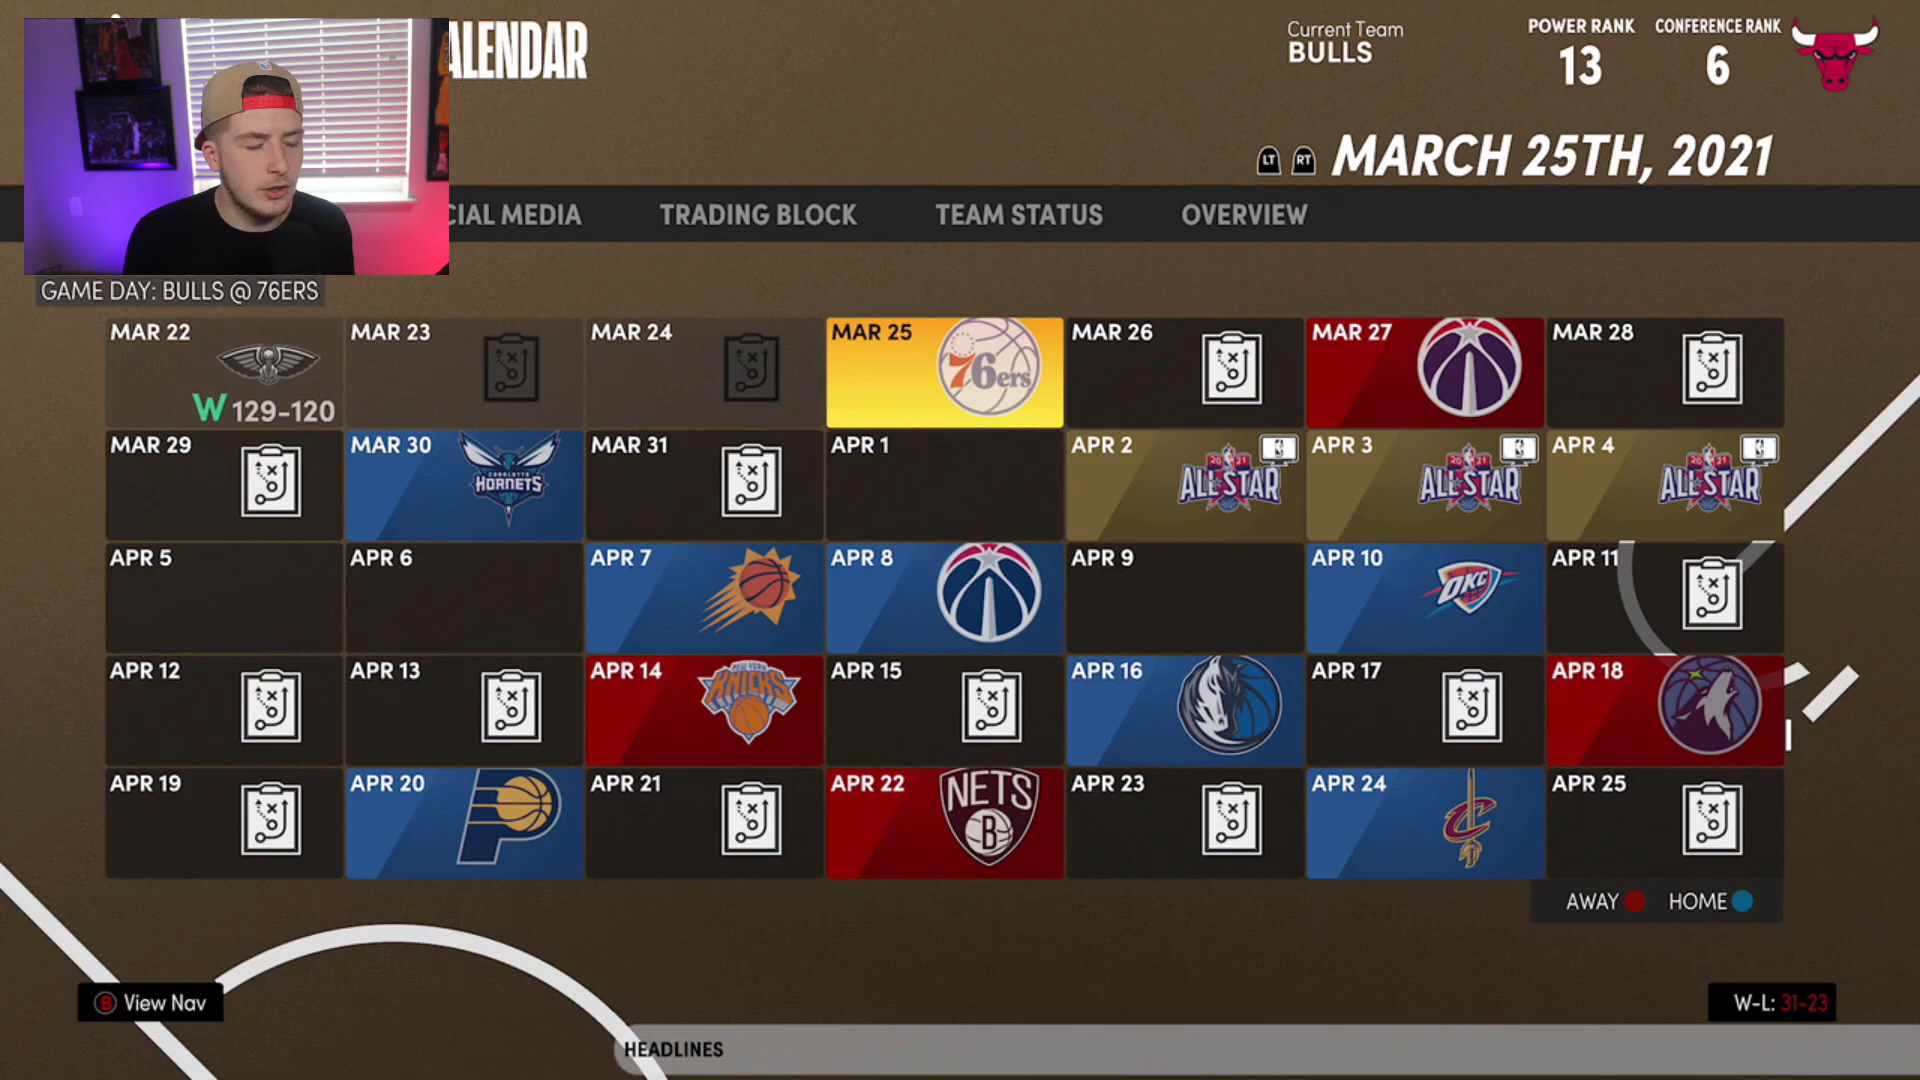 ALENDAR
Current Team
BULLS
POWER RANK
13
CONFERENCE RANK
6
LT RT MARCH 25TH, 2021
CIAL MEDIA TRADING BLOCK TEAM STATUS OVERVIEW
GAME DAY: BULLS @ 76ERS
MAR 22 W 129-120
MAR 23
MAR 24
MAR 25 76ers
MAR 26
MAR 27
MAR 28
MAR 29
MAR 30 CHARLOTTE HORNETS
MAR 31
APR 1
APR 2 2021 ALL STAR
APR 3 2021 ALL STAR
APR 4 2021 ALL STAR
APR 5
APR 6
APR 7
APR 8
APR 9
APR 10 OKC
APR 11
APR 12
APR 13
APR 14 NEW YORK KNICKS
APR 15
APR 16
APR 17
APR 18
APR 19
APR 20
APR 21
APR 22 NETS B
APR 23
APR 24 C
APR 25
AWAY HOME
B View Nav
W-L: 31-23
HEADLINES